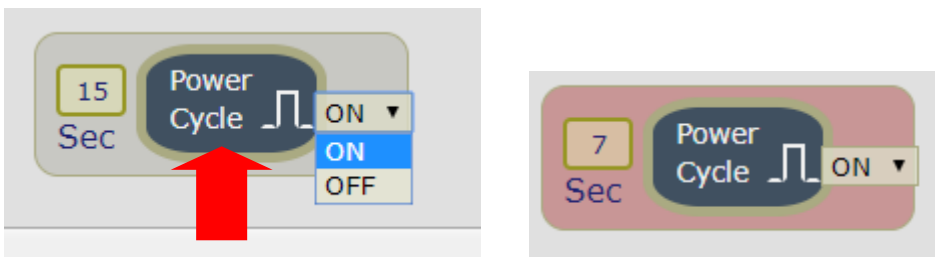 15
Sec
Power
Cycle
ON ▼
ON
OFF
7
Sec
Power
Cycle
ON ▼